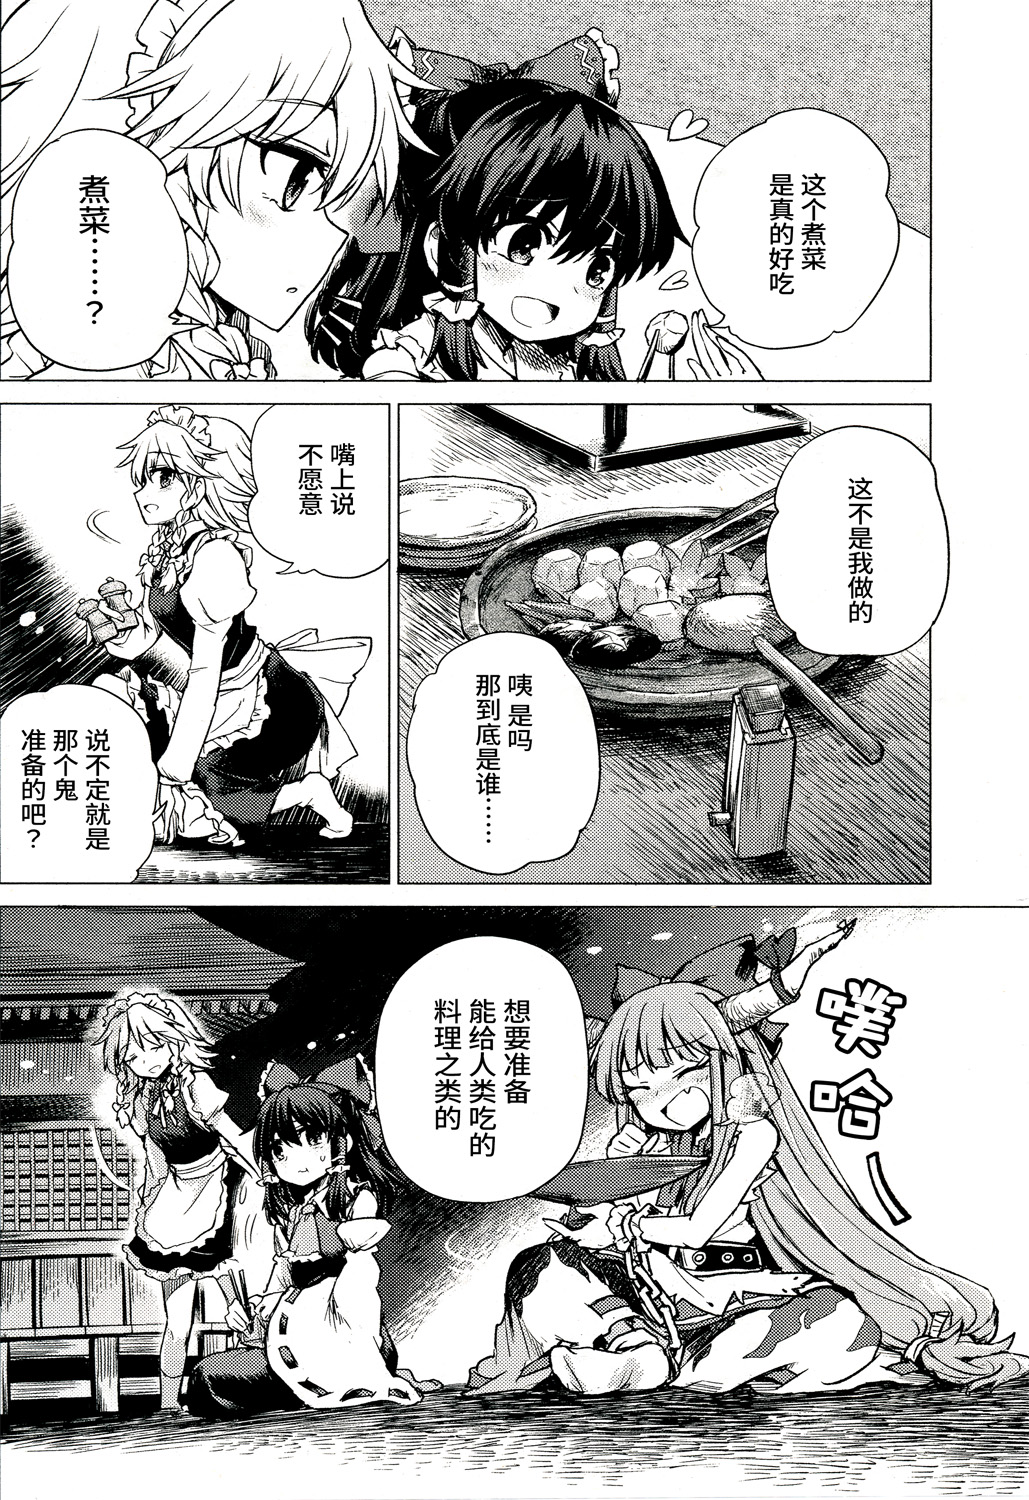 这个煮菜
是真的好吃
煮菜……？
这不是我做的
咦 是吗
那到底是谁……
嘴上说
不愿意
说不定就是
那个鬼
准备的吧？
想要准备
能给人类吃的
料理之类的
噗
哈